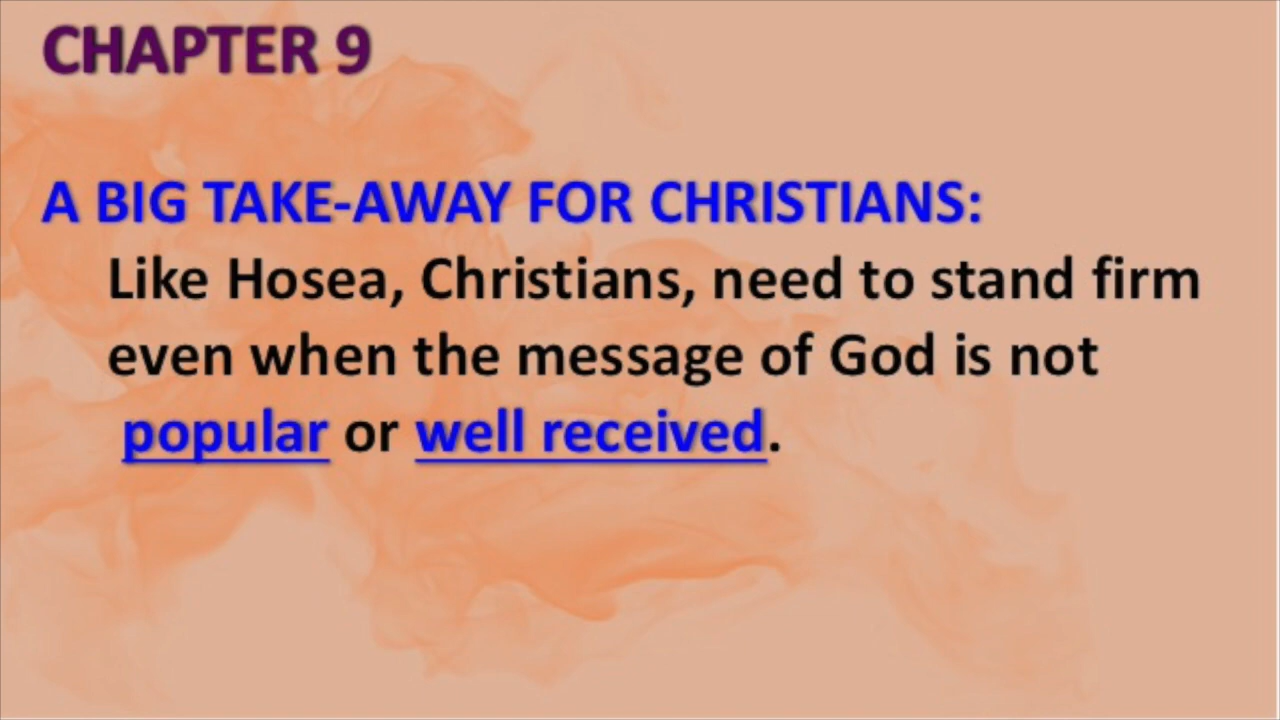 CHAPTER 9
A BIG TAKE-AWAY FOR CHRISTIANS:
Like Hosea, Christians, need to stand firm
even when the message of God is not
popular or well received.